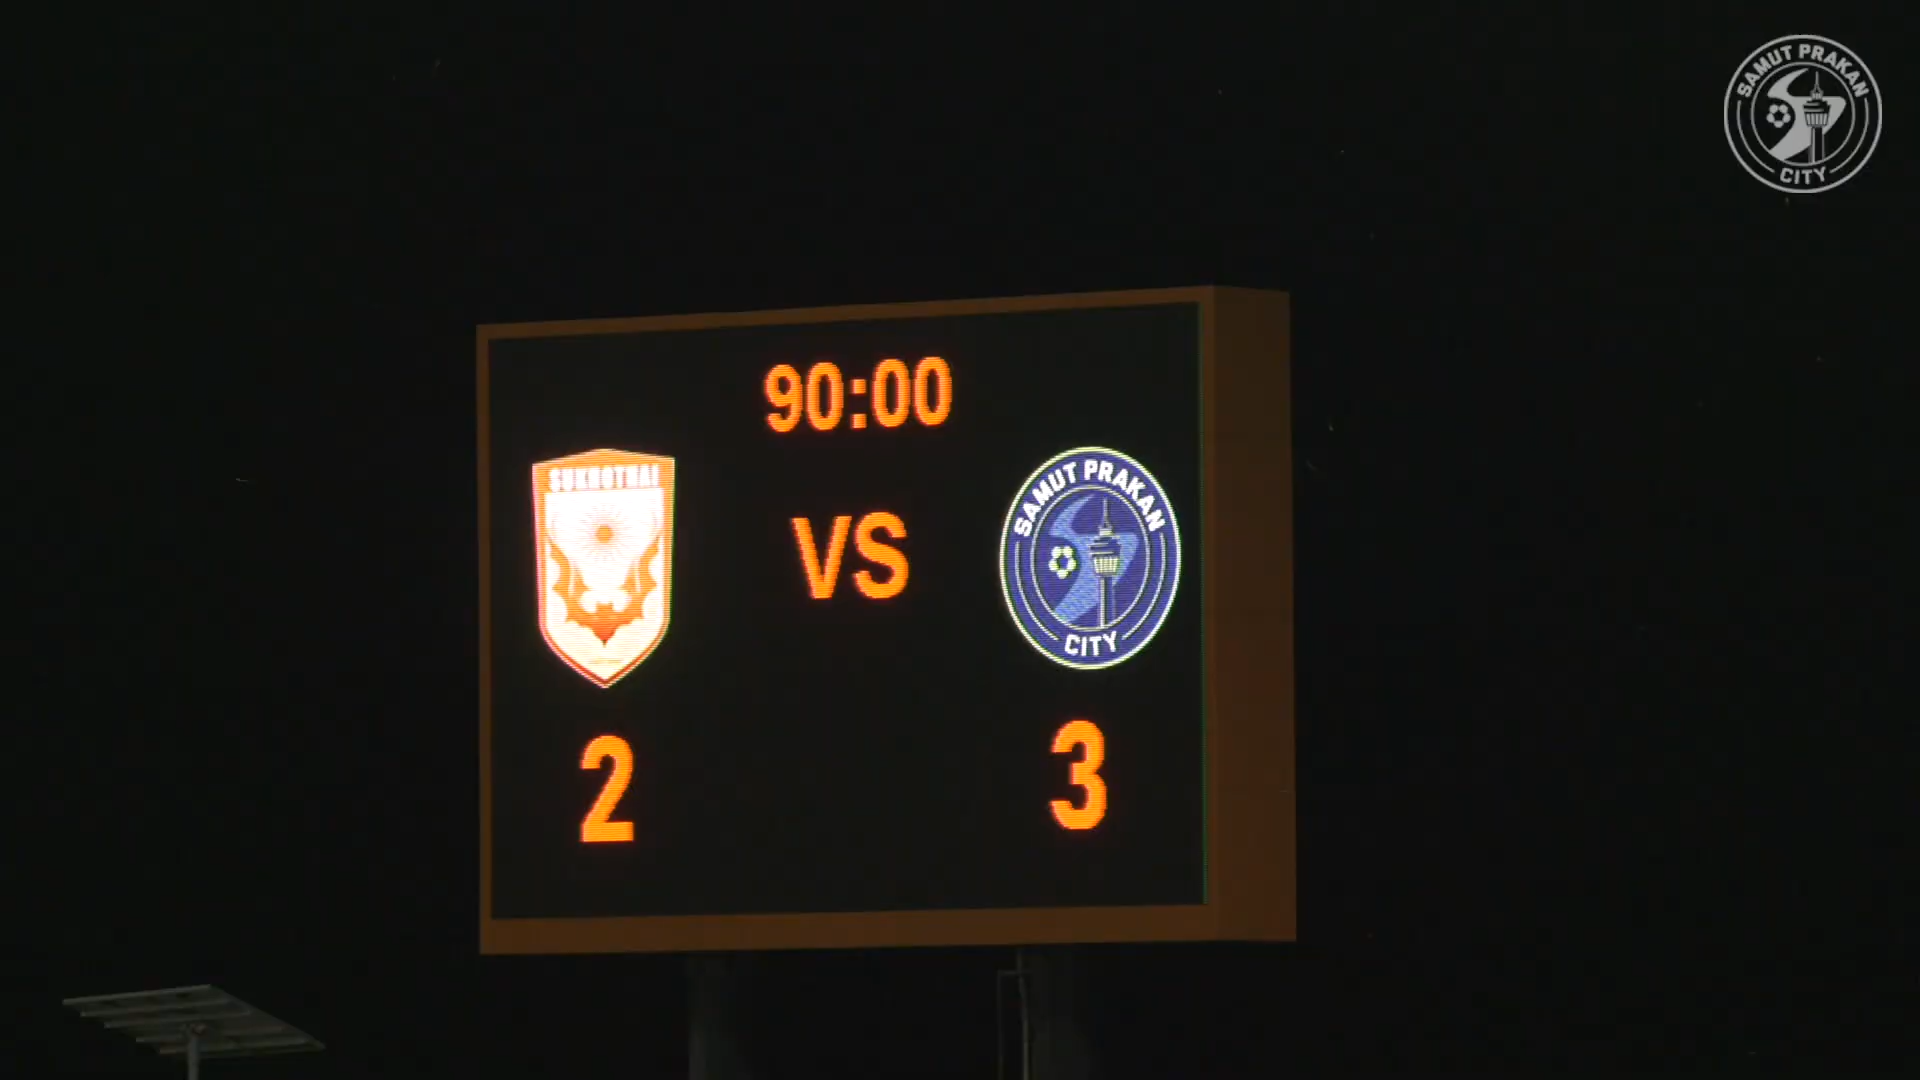 SAMUT PRAKAN
CITY
90:00
SUKHOTHAI
VS
SAMUT PRAKAN
CITY
2
3